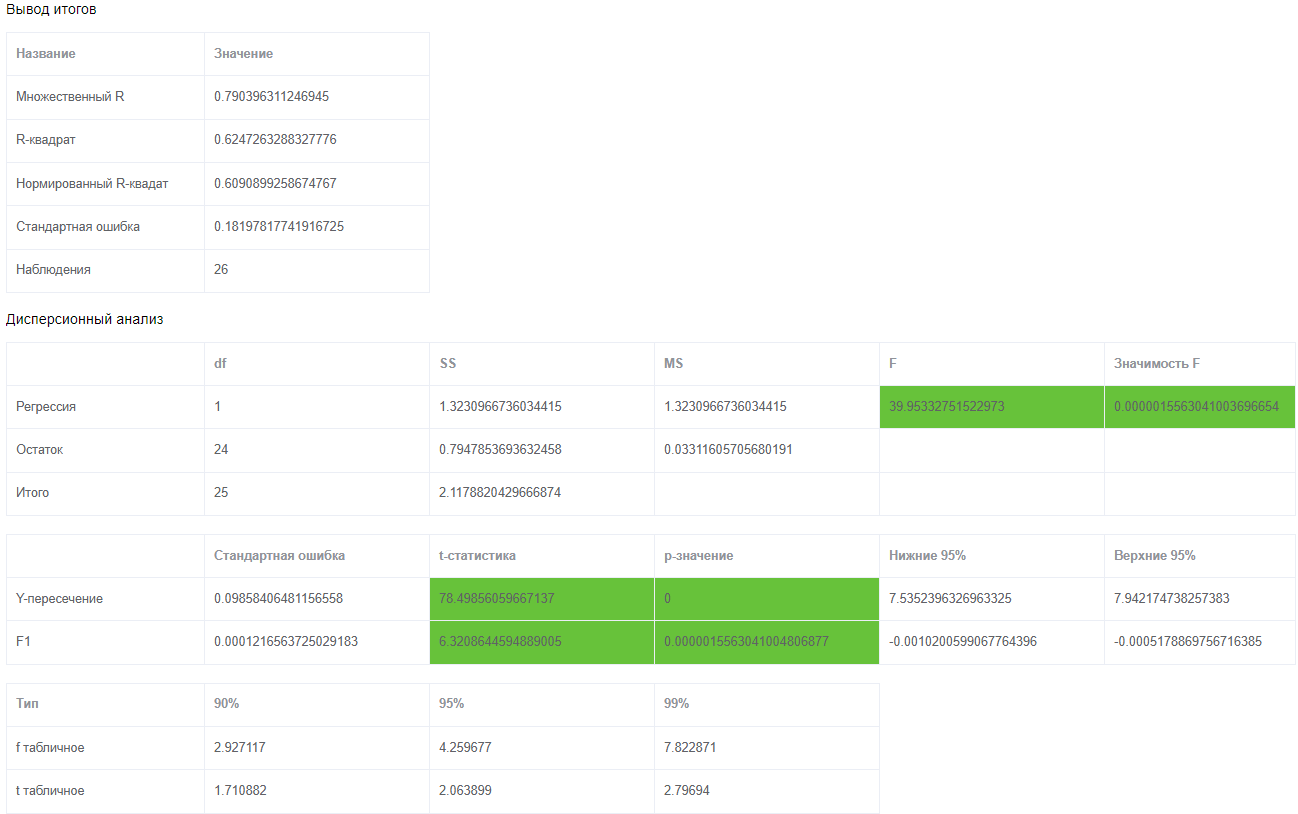 Вывод итогов
Название Значение
Множественный R 0.790396311246945
R-квадрат 0.6247263288327776
Нормированный R-квадат 0.6090899258674767
Стандартная ошибка 0.18197817741916725
Наблюдения 26
Дисперсионный анализ
df SS MS F Значимость F
Регрессия 1 1.3230966736034415 1.3230966736034415 39.95332751522973 0.0000015563041003696654
Остаток 24 0.7947853693632458 0.03311605705680191
Итого 25 2.1178820429666874
Стандартная ошибка t-статистика p-значение Нижние 95% Верхние 95%
Y-пересечение 0.09858406481156558 78.49856059667137 0 7.5352396326963325 7.942174738257383
F1 0.0001216563725029183 6.3208644594889005 0.0000015563041004806877 -0.0010200599067764396 -0.0005178869756716385
Тип 90% 95% 99%
f табличное 2.927117 4.259677 7.822871
t табличное 1.710882 2.063899 2.79694